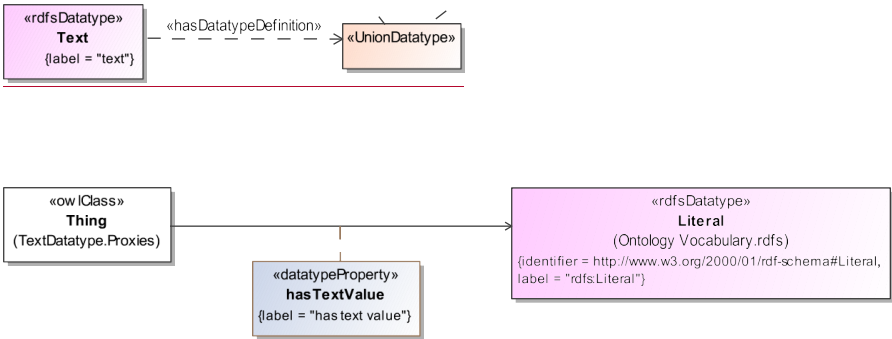 «rdfsDatatype»
Text
{label = "text"}
«hasDatatypeDefinition»
«UnionDatatype»
«owlClass»
Thing
(TextDatatype.Proxies)
«datatypeProperty»
hasTextValue
{label = "has text value"}
«rdfsDatatype»
Literal
(Ontology Vocabulary.rdfs)
{identifier = http://www.w3.org/2000/01/rdf-schema#Literal,
label = "rdfs:Literal"}